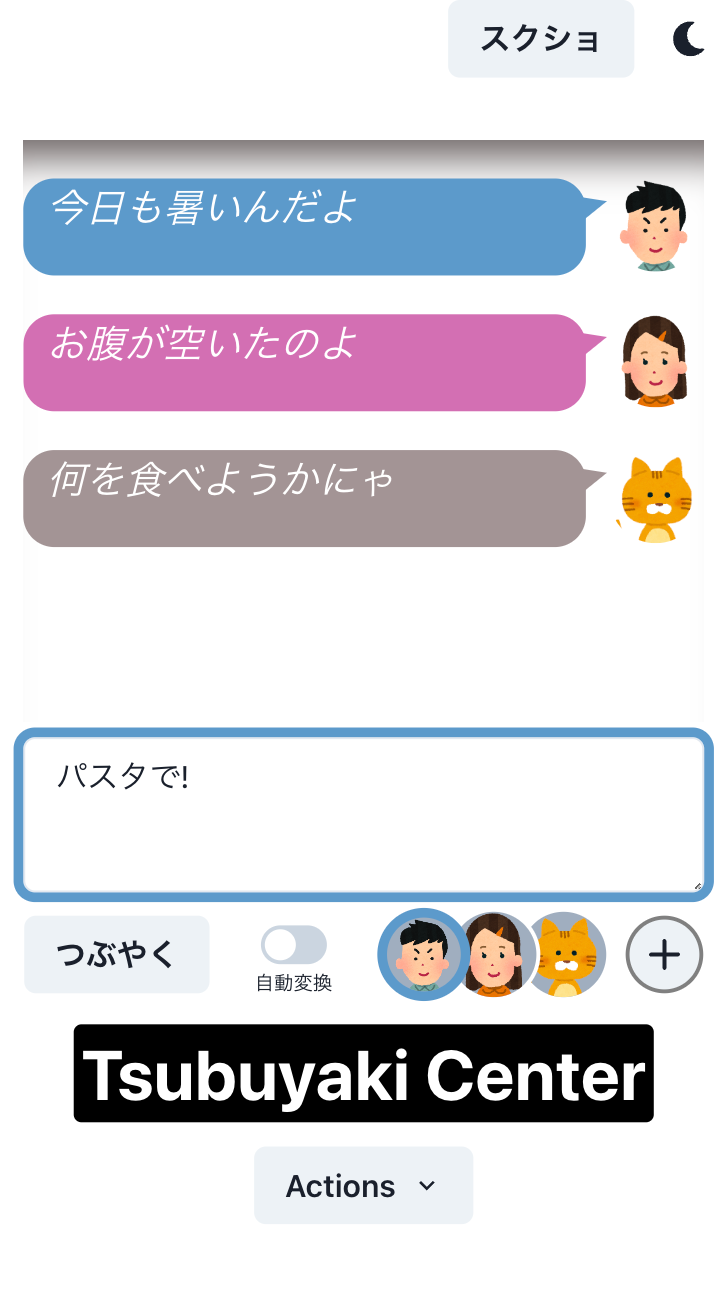 スクショ
今日も暑いんだよ
お腹が空いたのよ
何を食べようかにゃ
パスタで!
つぶやく
自動変換
Tsubuyaki Center
Actions